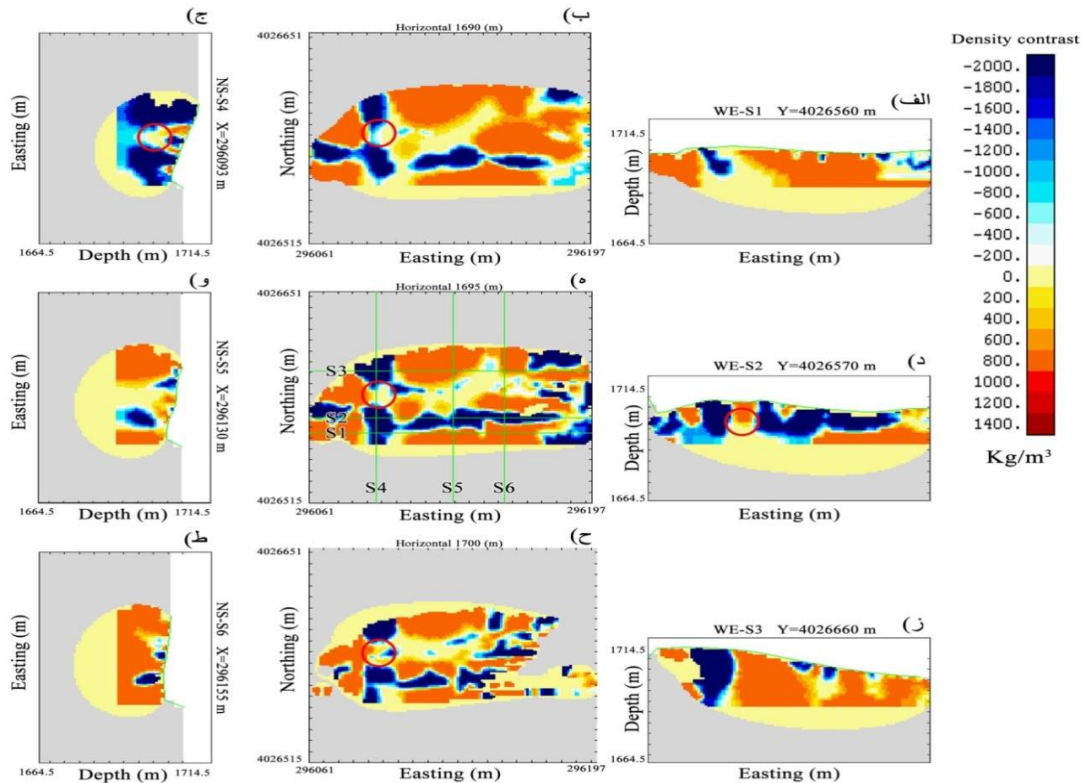 ج)
Easting (m)
NS-S4 X=296093 m
1664.5
Depth (m)
1714.5
ب)
Horizontal 1690 (m)
4026651
Northing (m)
4026515
296061
296197
Easting (m)
الف)
WE-S1 Y=4026560 m
1714.5
Depth (m)
1664.5
Easting (m)
Density contrast
-2000.
-1800.
-1600.
-1400.
-1200.
-1000.
-800.
-600.
-400.
-200.
0.
200.
400.
600.
800.
1000.
1200.
1400.
Kg/m³
و)
Easting (m)
NS-S5 X=296130 m
1664.5
Depth (m)
1714.5
ه)
Horizontal 1695 (m)
4026651
Northing (m)
S3
S2
S1
S4
S5
S6
4026515
296061
296197
Easting (m)
د)
WE-S2 Y=4026570 m
1714.5
Depth (m)
1664.5
Easting (m)
ط)
Easting (m)
NS-S6 X=296155 m
1664.5
Depth (m)
1714.5
ح)
Horizontal 1700 (m)
4026651
Northing (m)
4026515
296061
296197
Easting (m)
ز)
WE-S3 Y=4026660 m
1714.5
Depth (m)
1664.5
Easting (m)